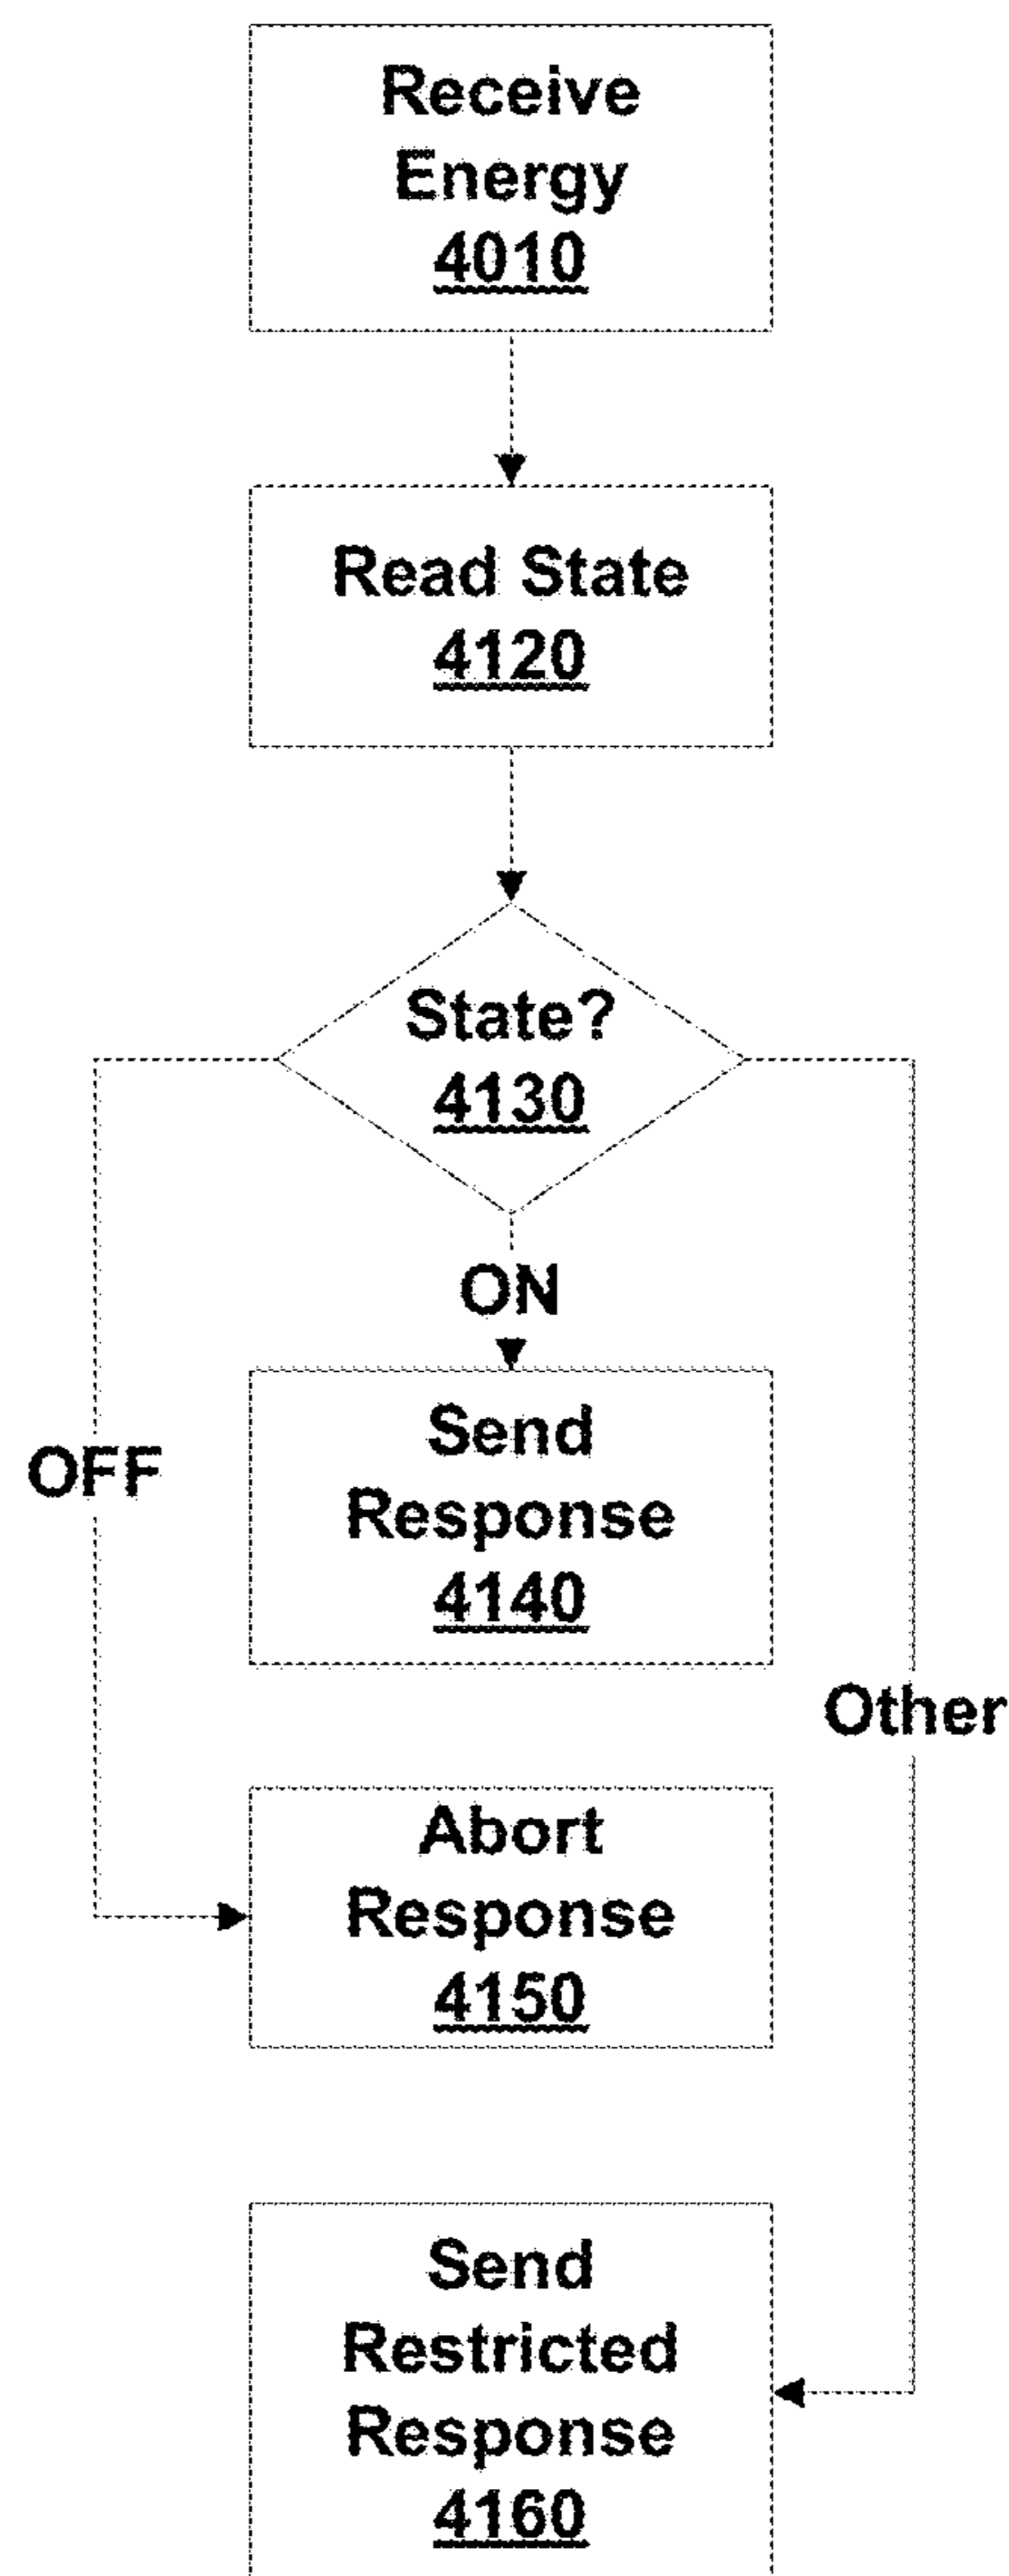 Receive
Energy
4010
Read State
4120
State?
4130
ON
OFF
Send
Response
4140
Other
Abort
Response
4150
Send
Restricted
Response
4160